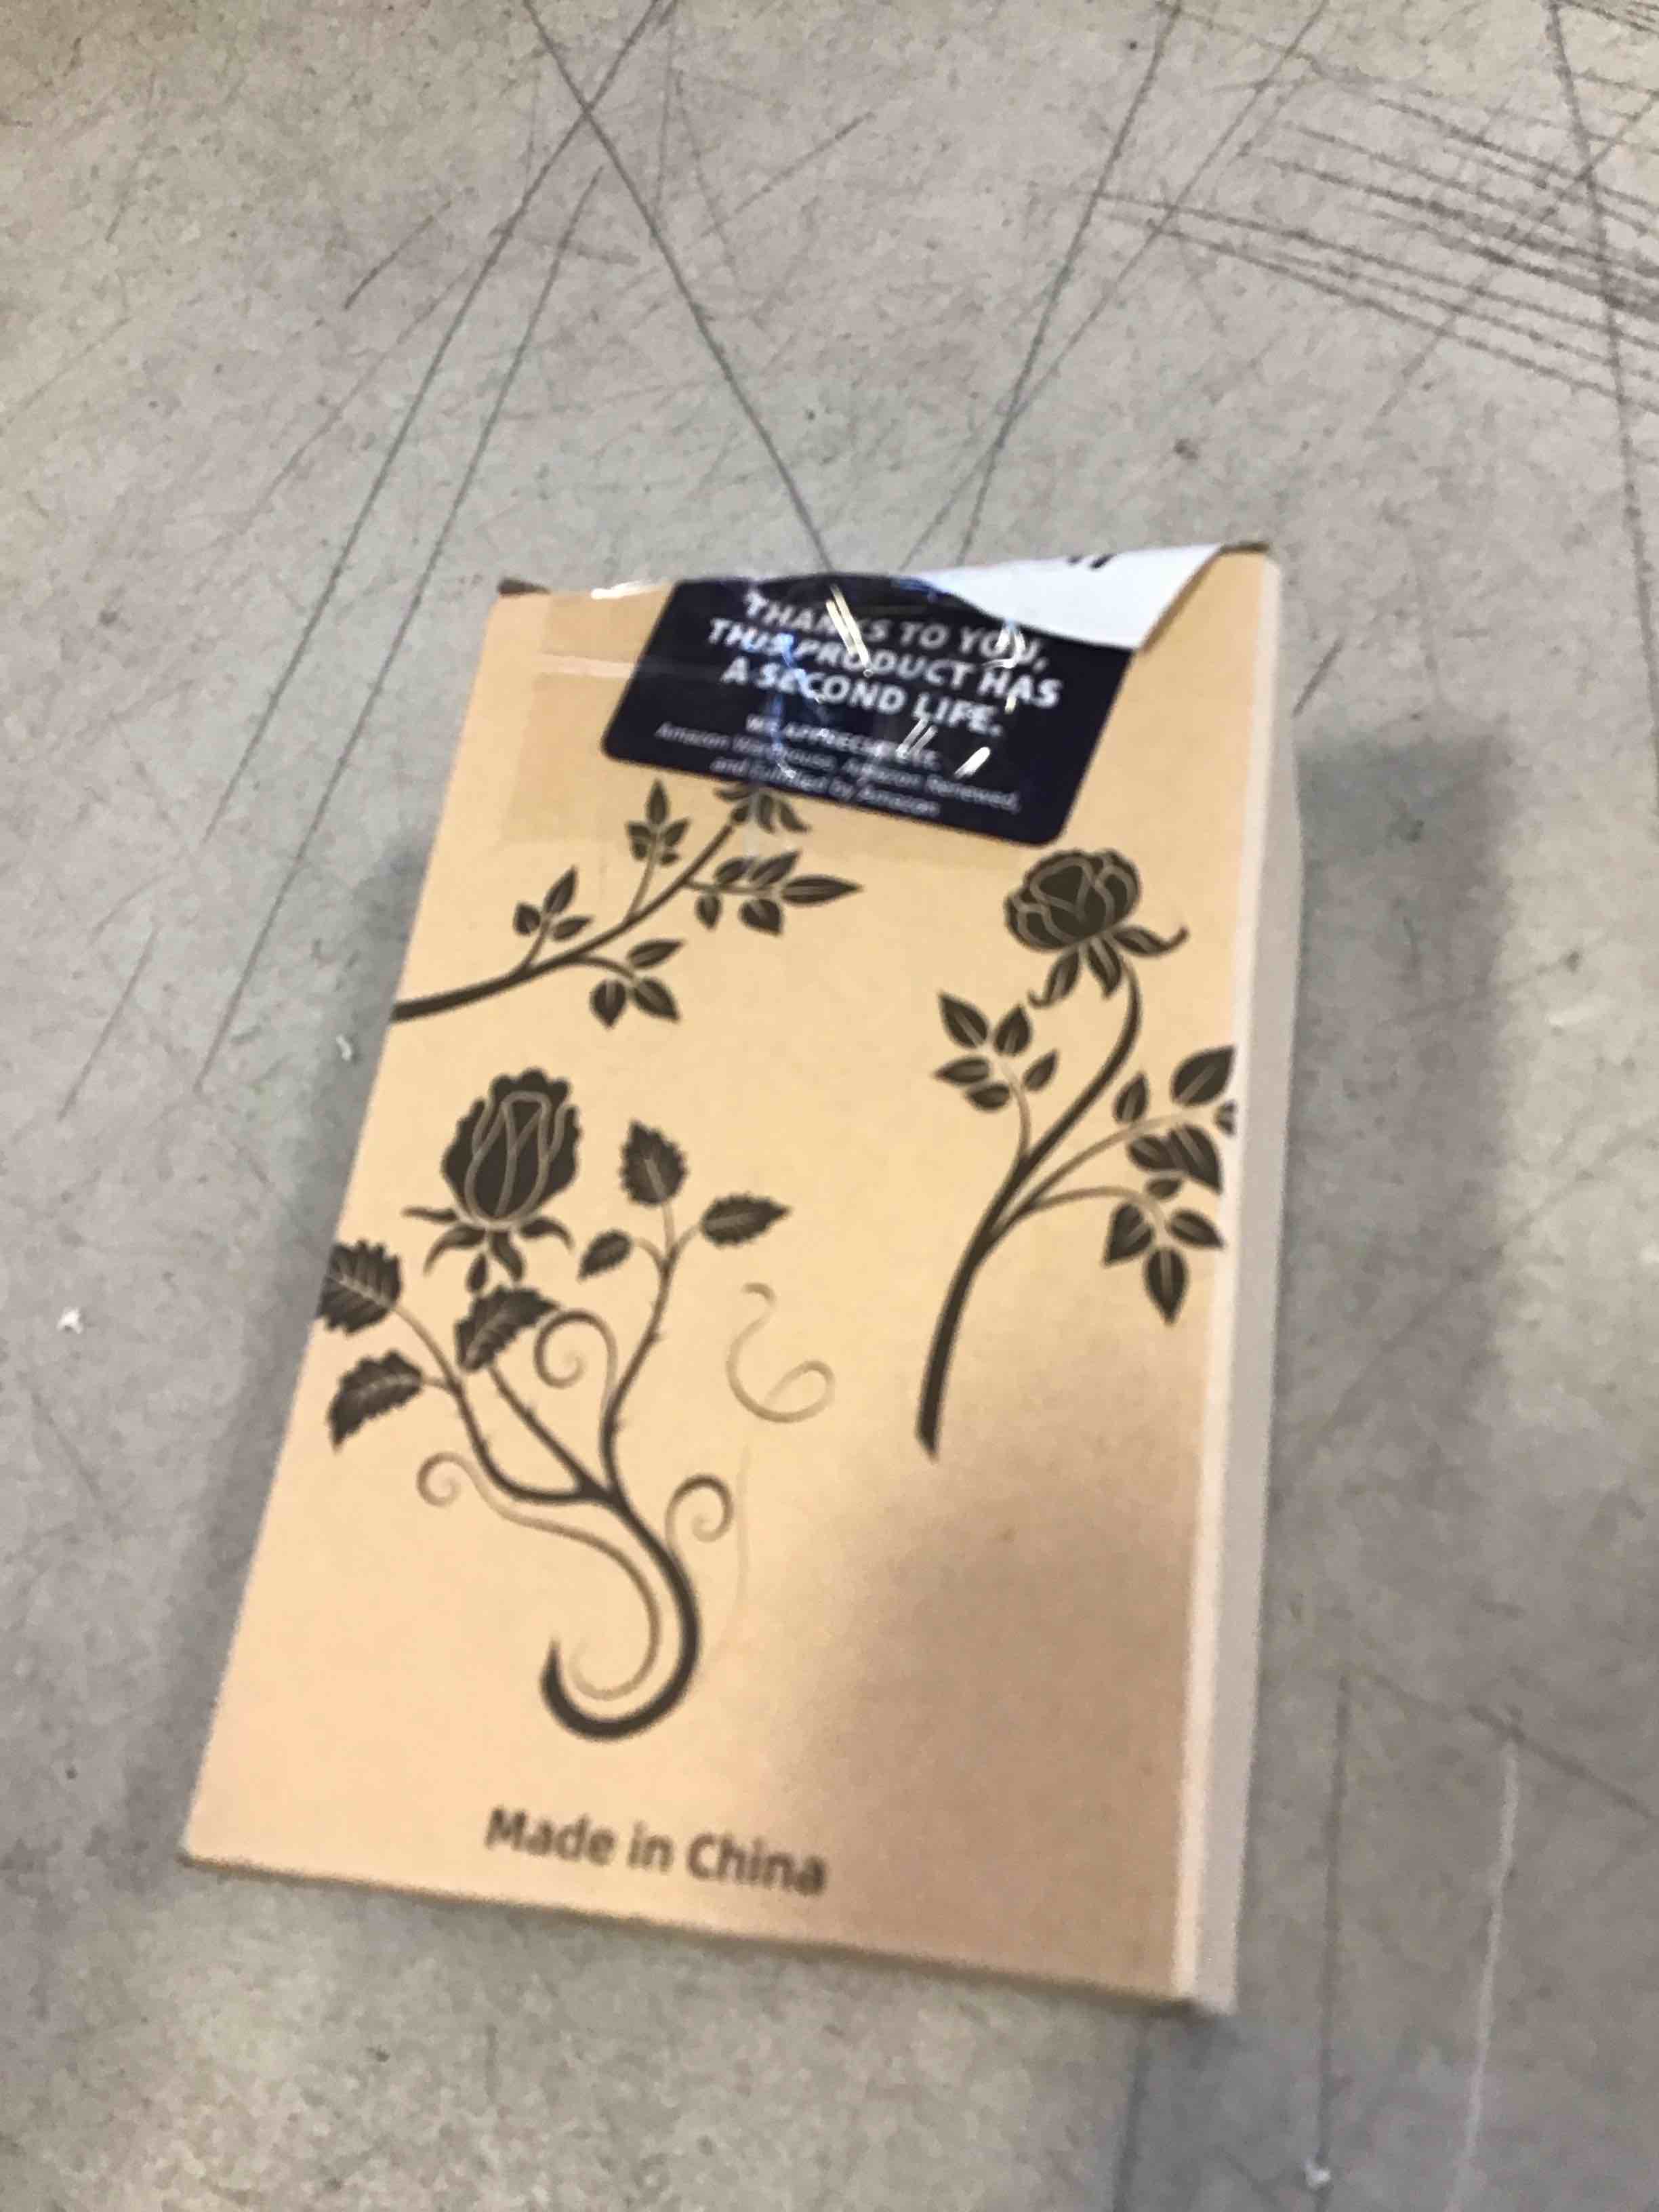 THANKS TO YOU,
THIS PRODUCT HAS
A SECOND LIFE.
WE APPRECIATE IT.
Amazon Warehouse, Amazon Renewed,
and Fulfilled by Amazon
Made in China